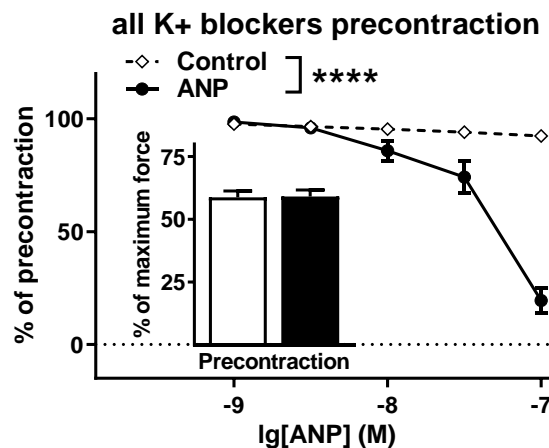 all K+ blockers precontraction
Control
ANP
****
% of precontraction
100
50
0
% of maximum force
75
50
25
Precontraction
-9
-8
-7
lg[ANP] (M)